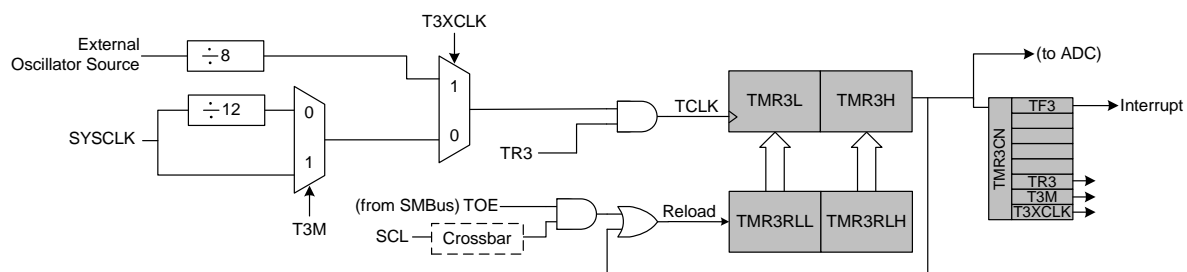 T3XCLK
External
Oscillator Source
÷8
1
0
÷12
SYSCLK
0
1
T3M
TR3
TCLK
TMR3L
TMR3H
(to ADC)
TMR3CN
TF3
Interrupt
TR3
T3M
T3XCLK
(from SMBus) TOE
SCL
Crossbar
Reload
TMR3RLL
TMR3RLH